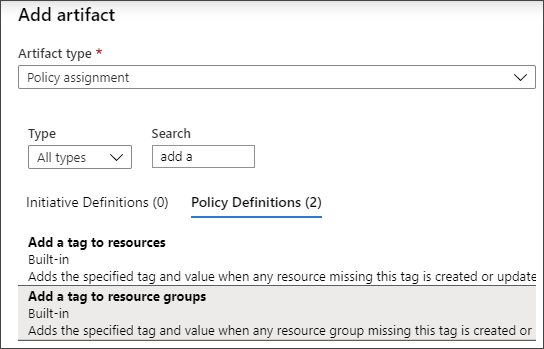 Add artifact
Artifact type *
Policy assignment
Type Search
All types add a
Initiative Definitions (0) Policy Definitions (2)
Add a tag to resources
Built-in
Adds the specified tag and value when any resource missing this tag is created or update
Add a tag to resource groups
Built-in
Adds the specified tag and value when any resource group missing this tag is created or